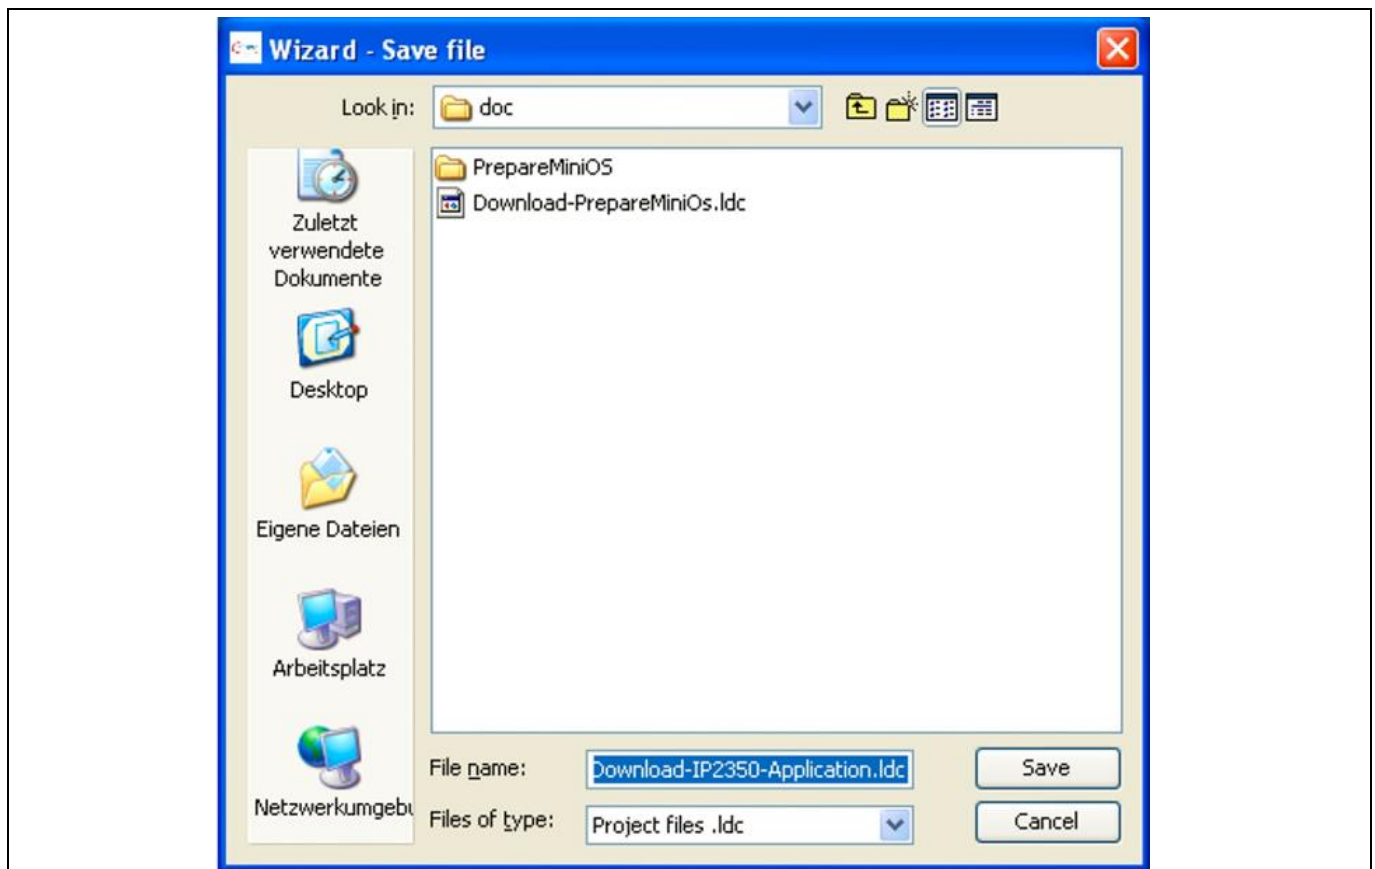 Wizard - Save file
Look in:
doc
PrepareMiniOS
Download-PrepareMiniOs.ldc
Zuletzt
verwendete
Dokumente
Desktop
Eigene Dateien
Arbeitsplatz
Netzwerkumgebu
File name:
Download-IP2350-Application.ldc
Save
Files of type:
Project files .ldc
Cancel